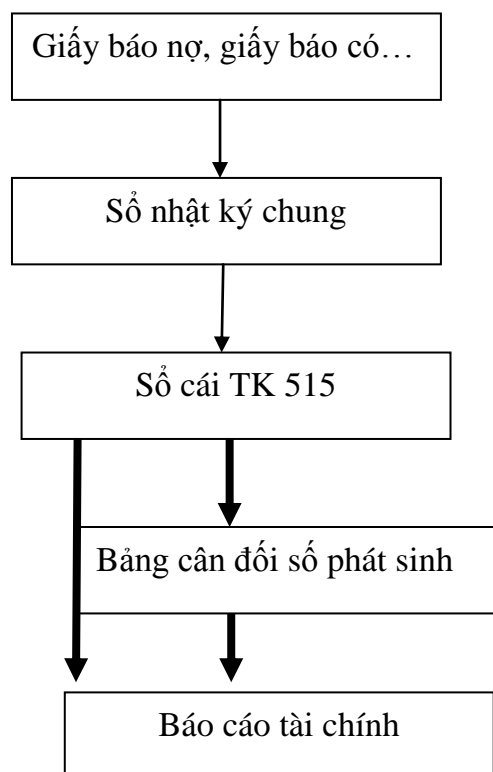 Giấy báo nợ, giấy báo có…
Sổ nhật ký chung
Sổ cái TK 515
Bảng cân đối số phát sinh
Báo cáo tài chính